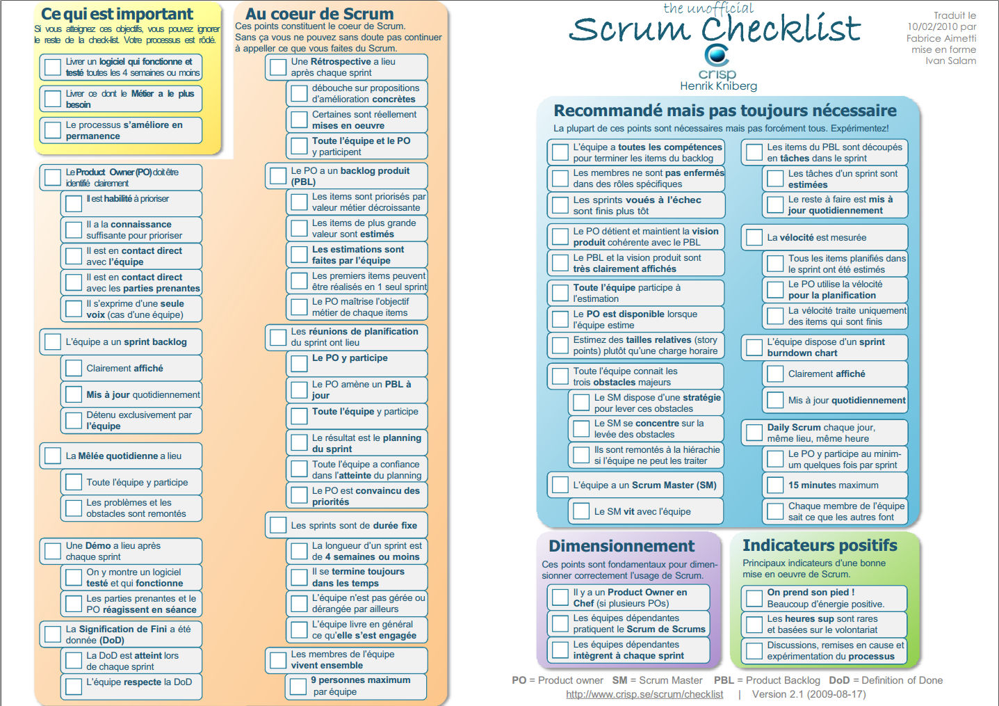 Ce qui est important
Si vous atteignez ces objectifs, vous pouvez ignorer
le reste de la check-list. Votre processus est rôdé.
Livrer un logiciel qui fonctionne et
testé toutes les 4 semaines ou moins
Livrer ce dont le Métier a le plus
besoin
Le processus s'améliore en
permanence
Le Product Owner (PO) doit être
identifié clairement
Il est habilité à prioriser
Il a la connaissance
suffisante pour prioriser
Il est en contact direct
avec l'équipe
Il est en contact direct
avec les parties prenantes
Il s'exprime d'une seule
voix (cas d'une équipe)
L'équipe a un sprint backlog
Clairement affiché
Mis à jour quotidiennement
Détenu exclusivement par
l'équipe
La Mêlée quotidienne a lieu
Toute l'équipe y participe
Les problèmes et les
obstacles sont remontés
Une Démo a lieu après
chaque sprint
On y montre un logiciel
testé et qui fonctionne
Les parties prenantes et le
PO réagissent en séance
La Signification de Fini a été
donnée (DoD)
La DoD est atteint lors
de chaque sprint
L'équipe respecte la DoD
Au coeur de Scrum
Ces points constituent le coeur de Scrum.
Sans ça vous ne pouvez sans doute pas continuer
à appeller ce que vous faites du Scrum.
Une Rétrospective a lieu
après chaque sprint
débouche sur propositions
d'amélioration concrètes
Certaines sont réellement
mises en oeuvre
Toute l'équipe et le PO
y participent
Le PO a un backlog produit
(PBL)
Les items sont priorisés par
valeur métier décroissante
Les items de plus grande
valeur sont estimés
Les estimations sont
faites par l'équipe
Les premiers items peuvent
être réalisés en 1 seul sprint
Le PO maîtrise l'objectif
métier de chaque items
Les réunions de planification
du sprint ont lieu
Le PO y participe
Le PO amène un PBL à
jour
Toute l'équipe y participe
Le résultat est le planning
du sprint
Toute l'équipe a confiance
dans l'atteinte du planning
Le PO est convaincu des
priorités
Les sprints sont de durée fixe
La longueur d'un sprint est
de 4 semaines ou moins
Il se termine toujours
dans les temps
L'équipe n'est pas gérée ou
dérangée par ailleurs
L'équipe livre en général
ce qu'elle s'est engagée
Les membres de l'équipe
vivent ensemble
9 personnes maximum
par équipe
the unofficial
Scrum Checklist
crisp
Henrik Kniberg
Traduit le
10/02/2010 par
Fabrice Aimetti
mise en forme
Ivan Salam
Recommandé mais pas toujours nécessaire
La plupart de ces points sont nécessaires mais pas forcément tous. Expérimentez!
L'équipe a toutes les compétences
pour terminer les items du backlog
Les membres ne sont pas enfermés
dans des rôles spécifiques
Les sprints voués à l'échec
sont finis plus tôt
Le PO détient et maintient la vision
produit cohérente avec le PBL
Le PBL et la vision produit sont
très clairement affichés
Toute l'équipe participe à
l'estimation
Le PO est disponible lorsque
l'équipe estime
Estimez des tailles relatives (story
points) plutôt qu'une charge horaire
Toute l'équipe connait les
trois obstacles majeurs
Le SM dispose d'une stratégie
pour lever ces obstacles
Le SM se concentre sur la
levée des obstacles
Ils sont remontés à la hiérachie
si l'équipe ne peut les traiter
L'équipe a un Scrum Master (SM)
Le SM vit avec l'équipe
Les items du PBL sont découpés
en tâches dans le sprint
Les tâches d'un sprint sont
estimées
Le reste à faire est mis à
jour quotidiennement
La vélocité est mesurée
Tous les items planifiés dans
le sprint ont été estimés
Le PO utilise la vélocité
pour la planification
La vélocité traite uniquement
des items qui sont finis
L'équipe dispose d'un sprint
burndown chart
Clairement affiché
Mis à jour quotidiennement
Daily Scrum chaque jour,
même lieu, même heure
Le PO y participe au minim-
um quelques fois par sprint
15 minutes maximum
Chaque membre de l'équipe
sait ce que les autres font
Dimensionnement
Ces points sont fondamentaux pour dimen-
sionner correctement l'usage de Scrum.
Il y a un Product Owner en
Chef (si plusieurs POs)
Les équipes dépendantes
pratiquent le Scrum de Scrums
Les équipes dépendantes
intègrent à chaque sprint
Indicateurs positifs
Principaux indicateurs d'une bonne
mise en oeuvre de Scrum.
On prend son pied !
Beaucoup d'énergie positive.
Les heures sup sont rares
et basées sur le volontariat
Discussions, remises en cause et
expérimentation du processus
PO = Product owner SM = Scrum Master PBL = Product Backlog DoD = Definition of Done
http://www.crisp.se/scrum/checklist | Version 2.1 (2009-08-17)